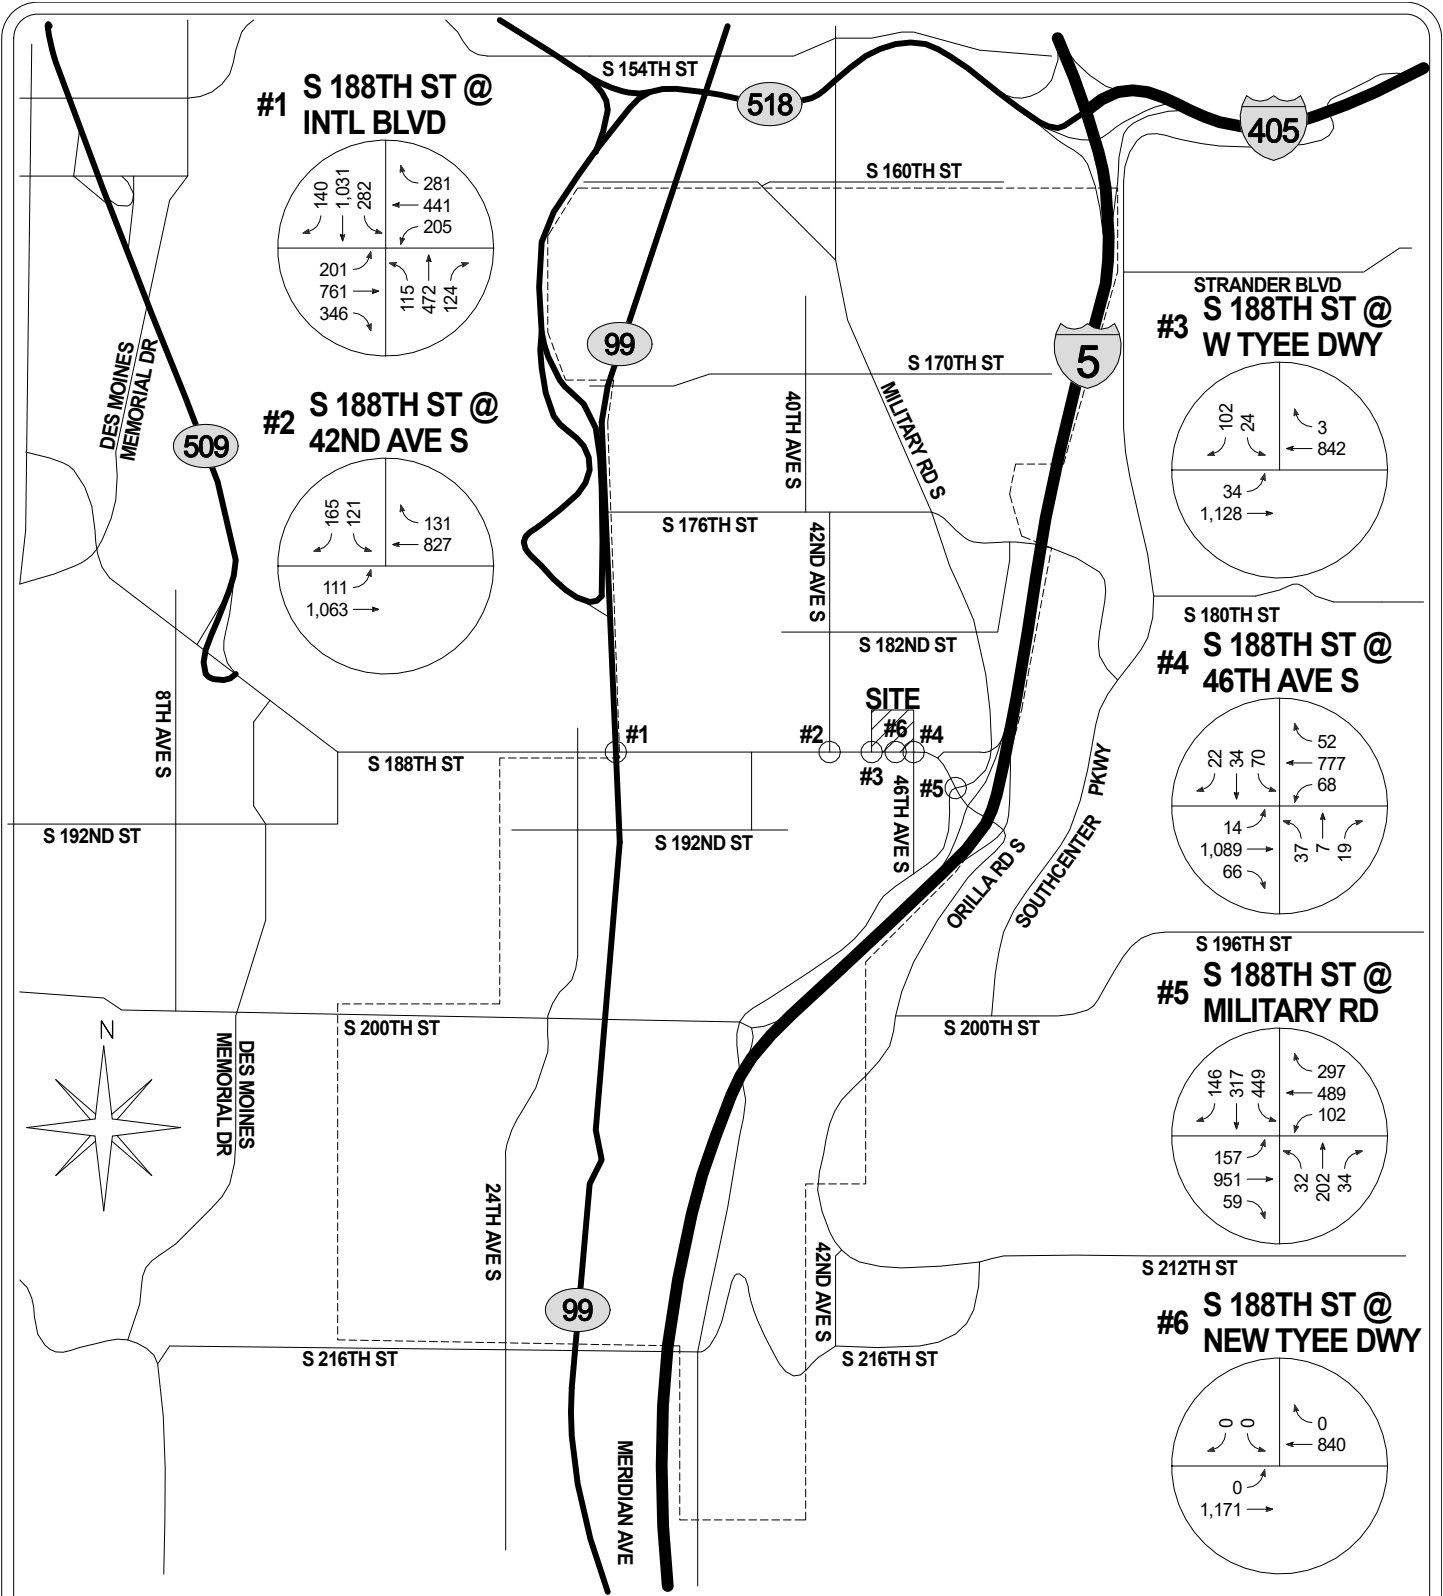 S 154TH ST
518
405
#1
S 188TH ST @
INTL BLVD
140
1,031
282
281
441
205
201
761
346
115
472
124
S 160TH ST
STRANDER BLVD
DES MOINES
MEMORIAL DR
99
5
S 170TH ST
#3
S 188TH ST @
W TYEE DWY
102
24
3
842
34
1,128
#2
S 188TH ST @
42ND AVE S
165
121
131
827
111
1,063
509
40TH AVE S
MILITARY RD S
S 176TH ST
42ND AVE S
S 182ND ST
S 180TH ST
#4
S 188TH ST @
46TH AVE S
22
34
70
52
777
68
14
1,089
66
37
7
19
8TH AVE S
SITE
#1
#2
#6
#4
#3
#5
S 188TH ST
46TH AVE S
SOUTHCENTER PKWY
S 192ND ST
S 192ND ST
ORILLA RD S
S 196TH ST
#5
S 188TH ST @
MILITARY RD
146
317
449
297
489
102
157
951
59
32
202
34
N
S 200TH ST
S 200TH ST
DES MOINES
MEMORIAL DR
24TH AVE S
42ND AVE S
S 212TH ST
99
S 216TH ST
S 216TH ST
#6
S 188TH ST @
NEW TYEE DWY
0
0
0
840
0
1,171
MERIDIAN AVE